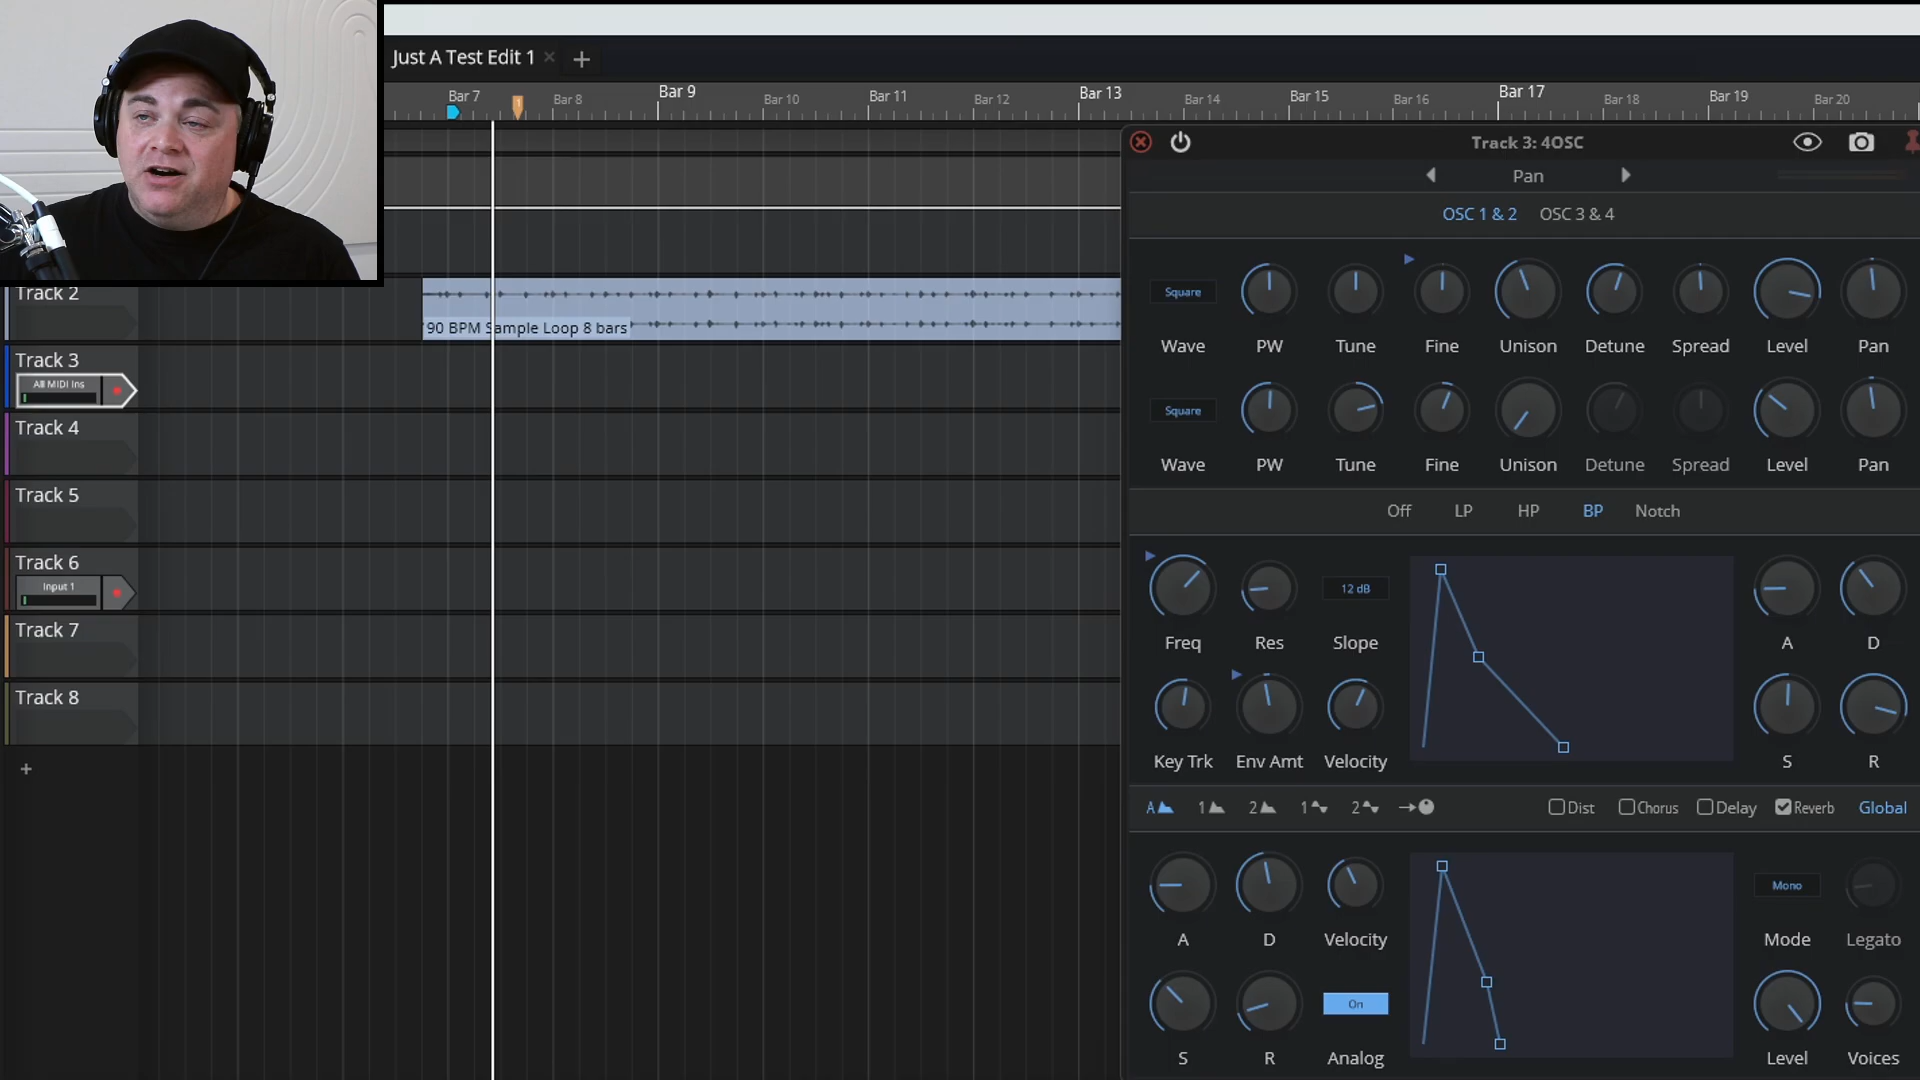 Just A Test Edit 1
Bar 7
1
Bar 8
Bar 9
Bar 10
Bar 11
Bar 12
Bar 13
Bar 14
Bar 15
Bar 16
Bar 17
Bar 18
Bar 19
Bar 20
Track 3: 4OSC
Pan
OSC 1 & 2 OSC 3 & 4
Square
Wave PW Tune Fine Unison Detune Spread Level Pan
Square
Wave PW Tune Fine Unison Detune Spread Level Pan
Off LP HP BP Notch
12 dB
Freq Res Slope A D
Key Trk Env Amt Velocity S R
A 1 2 1 2 Dist Chorus Delay Reverb Global
Mono
A D Velocity Mode Legato
On
S R Analog Level Voices
Track 2
90 BPM Sample Loop 8 bars
Track 3
All MIDI Ins
Track 4
Track 5
Track 6
Input 1
Track 7
Track 8